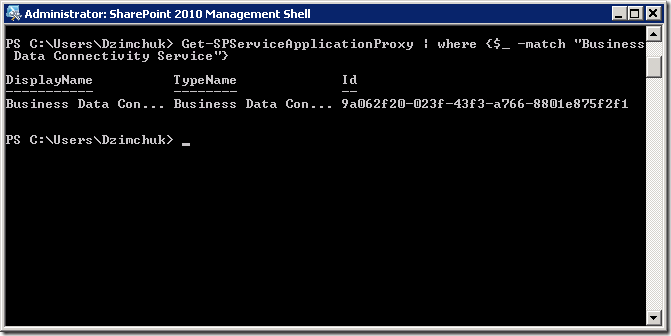 Administrator: SharePoint 2010 Management Shell
PS C:\Users\Dzimchuk> Get-SPServiceApplicationProxy | where {$_ -match "Business
 Data Connectivity Service"}
DisplayName          TypeName             Id
-----------          --------             --
Business Data Con... Business Data Con... 9a062f20-023f-43f3-a766-8801e875f2f1
PS C:\Users\Dzimchuk> _